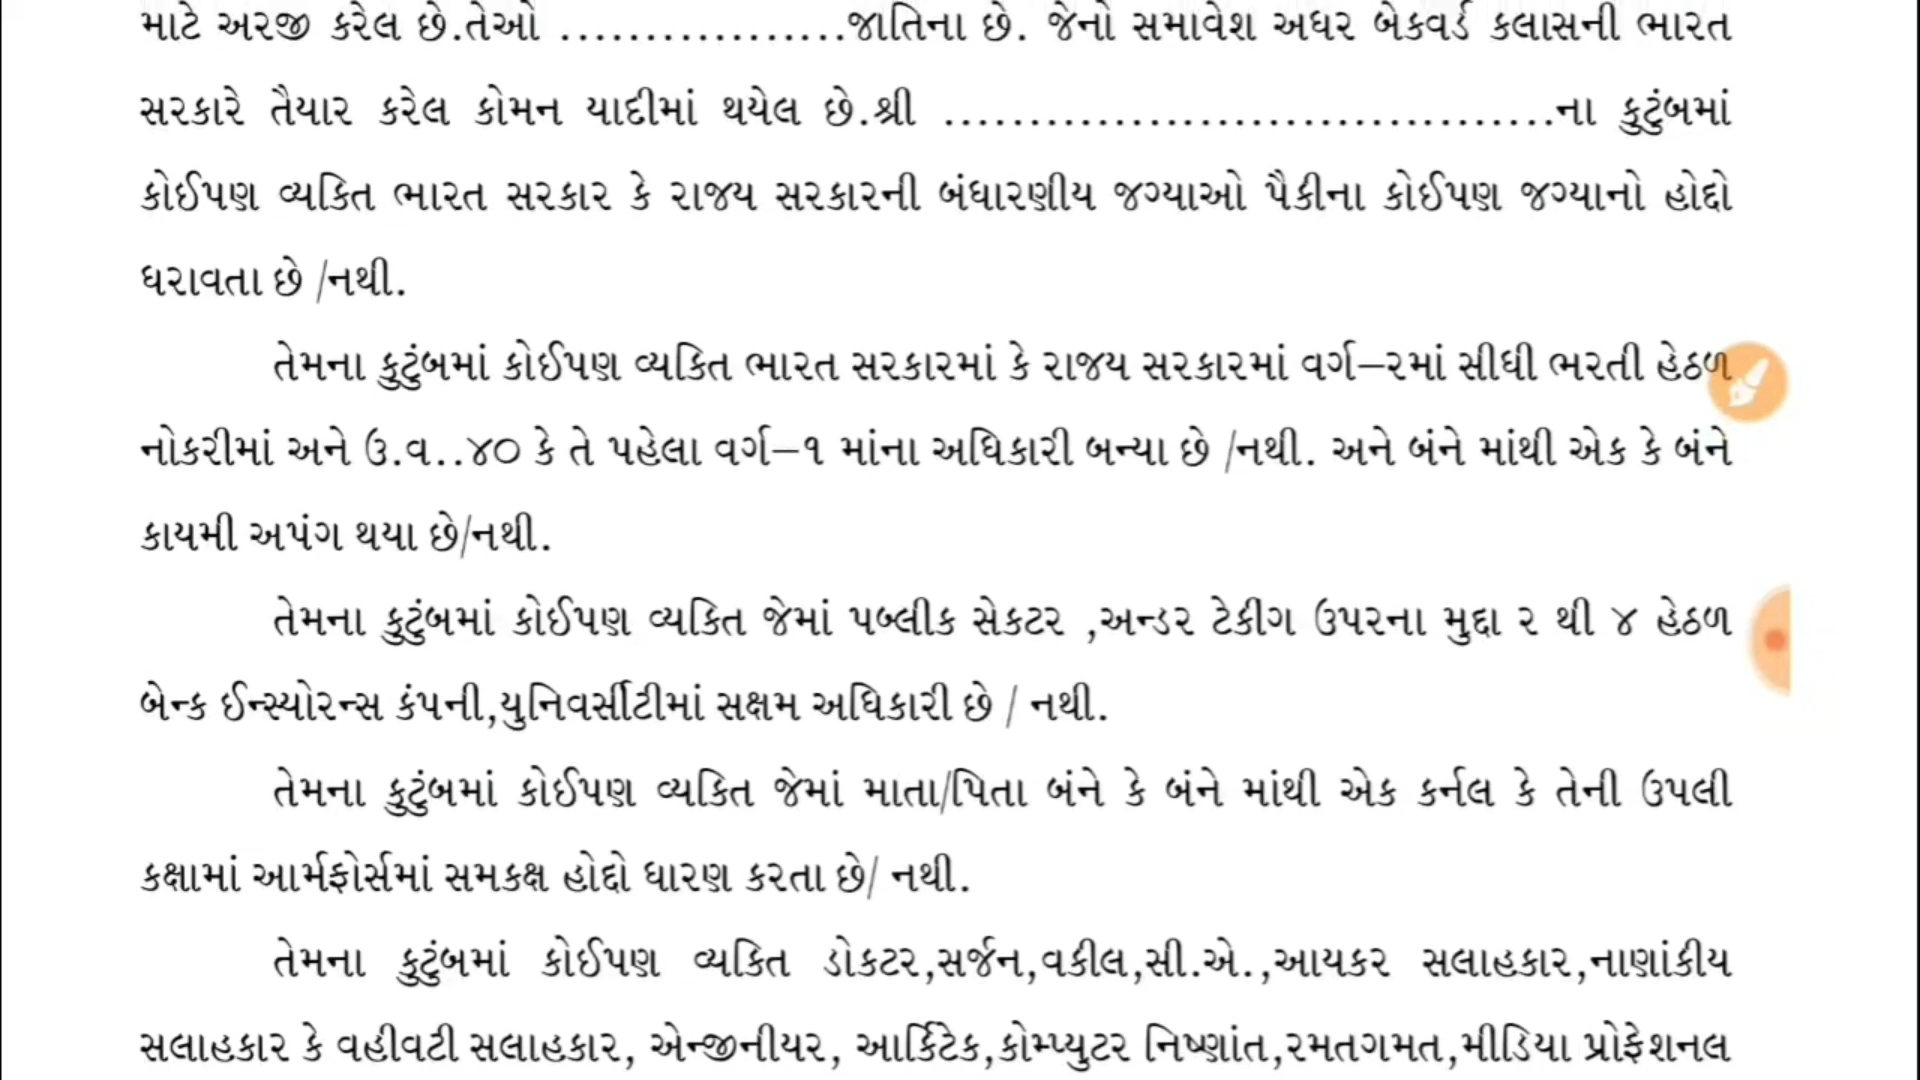 માટે અરજી કરેલ છે.તેઓ .................જાતિના છે. જેનો સમાવેશ અધર બેકવર્ડ કલાસની ભારત
સરકારે તૈયાર કરેલ કોમન યાદીમાં થયેલ છે.શ્રી ....................................ના કુટુંબમાં
કોઈપણ વ્યકિત ભારત સરકાર કે રાજય સરકારની બંધારણીય જગ્યાઓ પૈકીના કોઈપણ જગ્યાનો હોદ્દો
ધરાવતા છે /નથી.
તેમના કુટુંબમાં કોઈપણ વ્યકિત ભારત સરકારમાં કે રાજય સરકારમાં વર્ગ–રમાં સીધી ભરતી હેઠળ
નોકરીમાં અને ઉ.વ..૪૦ કે તે પહેલા વર્ગ–૧ માંના અધિકારી બન્યા છે /નથી. અને બંને માંથી એક કે બંને
કાયમી અપંગ થયા છે/નથી.
તેમના કુટુંબમાં કોઈપણ વ્યકિત જેમાં પબ્લીક સેકટર ,અન્ડર ટેકીગ ઉપરના મુદ્દા ર થી ૪ હેઠળ
બેન્ક ઈન્સ્યોરન્સ કંપની,યુનિવર્સીટીમાં સક્ષમ અધિકારી છે / નથી.
તેમના કુટુંબમાં કોઈપણ વ્યકિત જેમાં માતા/પિતા બંને કે બંને માંથી એક કર્નલ કે તેની ઉપલી
કક્ષામાં આર્મફોર્સમાં સમકક્ષ હોદ્દો ધારણ કરતા છે/ નથી.
તેમના કુટુંબમાં કોઈપણ વ્યકિત ડોકટર,સર્જન,વકીલ,સી.એ.,આયકર સલાહકાર,નાણાંકીય
સલાહકાર કે વહીવટી સલાહકાર, એન્જીનીયર, આર્કિટેક,કોમ્પ્યુટર નિષ્ણાંત,રમતગમત,મીડિયા પ્રોફેશનલ